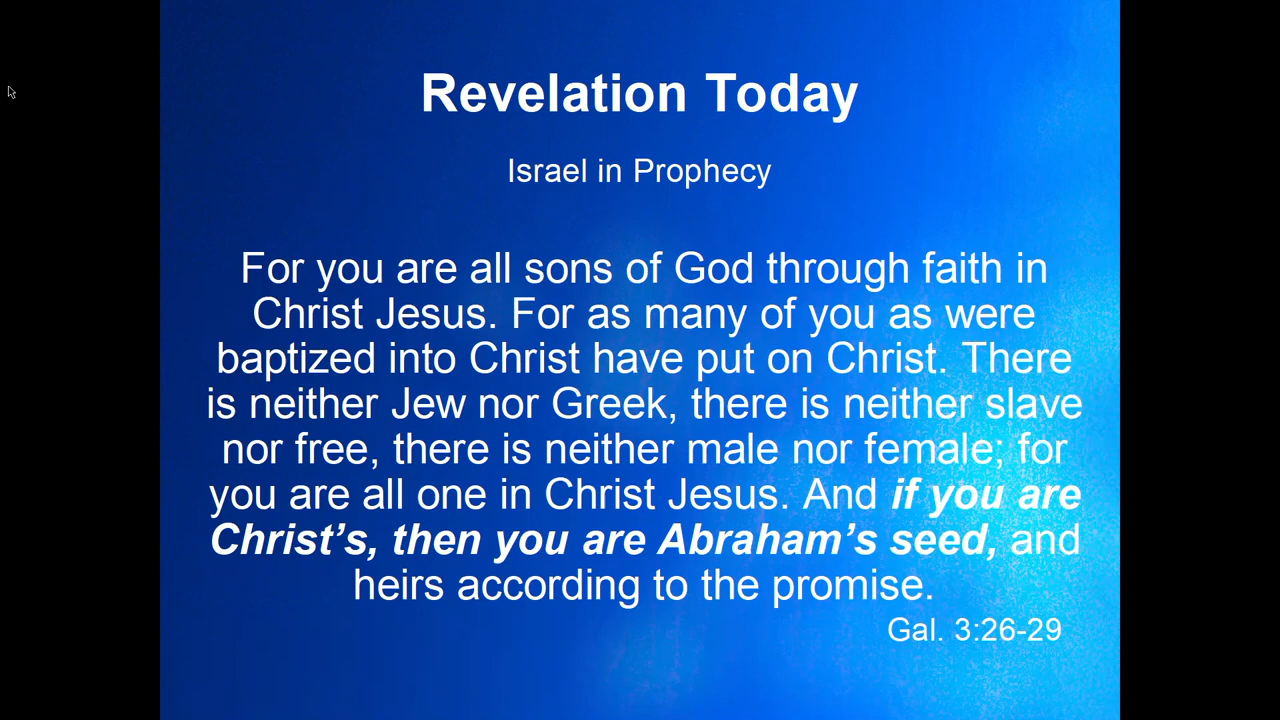 Revelation Today
Israel in Prophecy
For you are all sons of God through faith in
Christ Jesus. For as many of you as were
baptized into Christ have put on Christ. There
is neither Jew nor Greek, there is neither slave
nor free, there is neither male nor female; for
you are all one in Christ Jesus. And if you are
Christ’s, then you are Abraham’s seed, and
heirs according to the promise.
Gal. 3:26-29